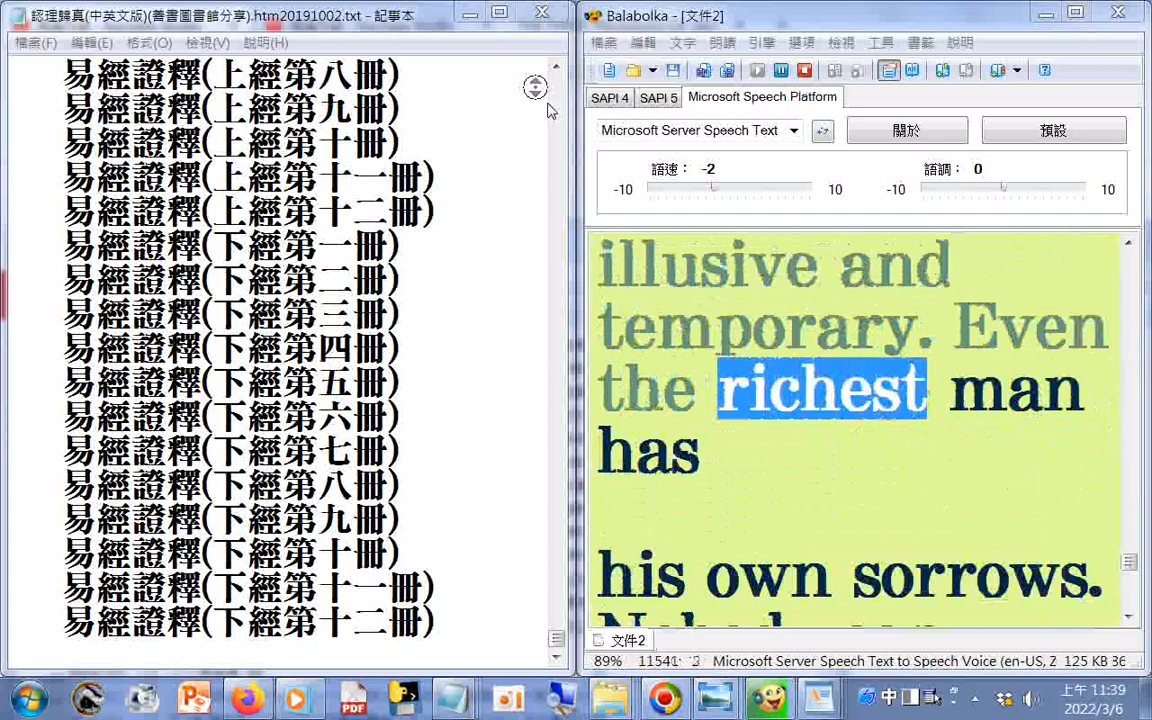 認理歸真(中英文版)(善書圖書館分享).htm20191002.txt - 記事本
檔案(F) 編輯(E) 格式(O) 檢視(V) 說明(H)
易經證釋(上經第八冊)
易經證釋(上經第九冊)
易經證釋(上經第十冊)
易經證釋(上經第十一冊)
易經證釋(上經第十二冊)
易經證釋(下經第一冊)
易經證釋(下經第二冊)
易經證釋(下經第三冊)
易經證釋(下經第四冊)
易經證釋(下經第五冊)
易經證釋(下經第六冊)
易經證釋(下經第七冊)
易經證釋(下經第八冊)
易經證釋(下經第九冊)
易經證釋(下經第十冊)
易經證釋(下經第十一冊)
易經證釋(下經第十二冊)
Balabolka - [文件2]
檔案 編輯 文字 朗讀 引擎 選項 檢視 工具 書籤 說明
SAPI 4 SAPI 5 Microsoft Speech Platform
Microsoft Server Speech Text 關於 預設
語速： -2 語調： 0
-10 10 -10 10
illusive and
temporary. Even
the richest man
has
his own sorrows.
文件2
89% Microsoft Server Speech Text to Speech Voice (en-US, Z 125 KB 36
PDF 中 上午 11:39
2022/3/6